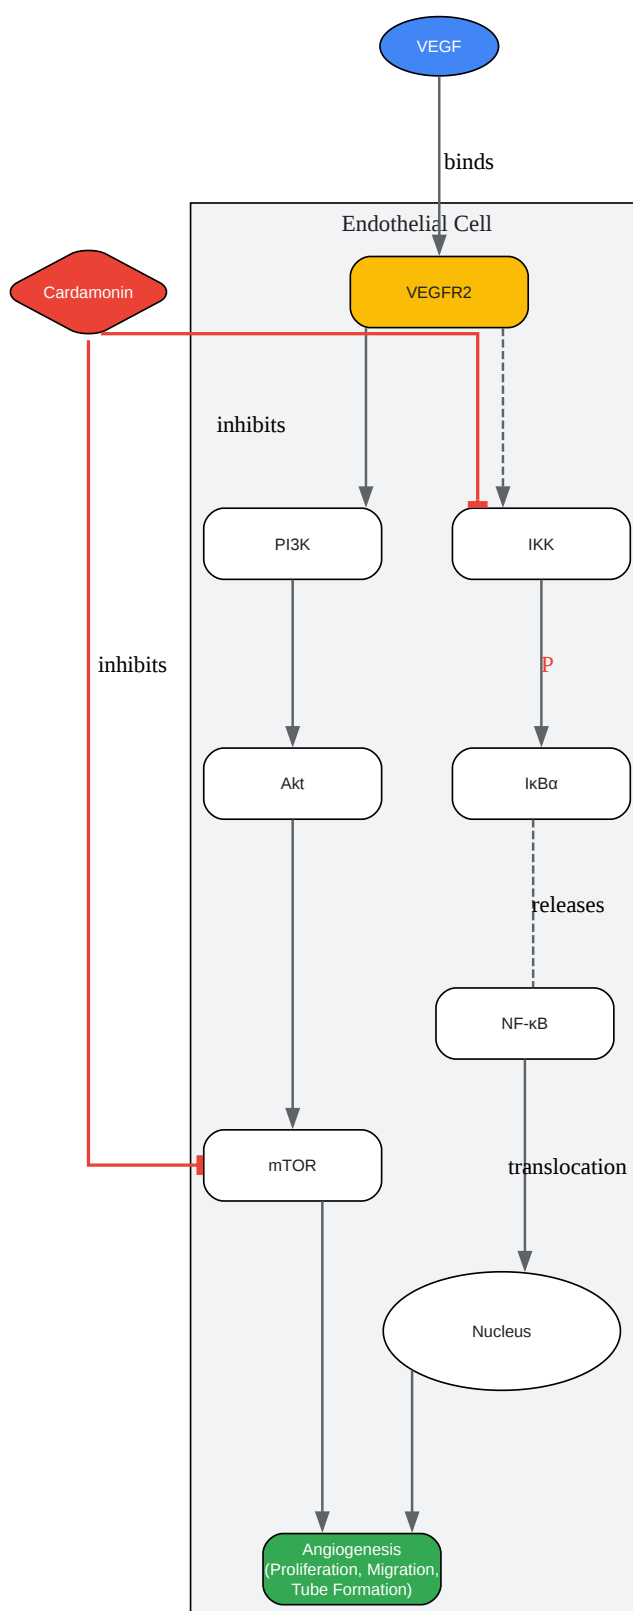 VEGF
binds
Endothelial Cell
Cardamonin
VEGFR2
inhibits
PI3K
IKK
inhibits
P
Akt
IκBα
releases
NF-κB
mTOR
translocation
Nucleus
Angiogenesis
(Proliferation, Migration,
Tube Formation)